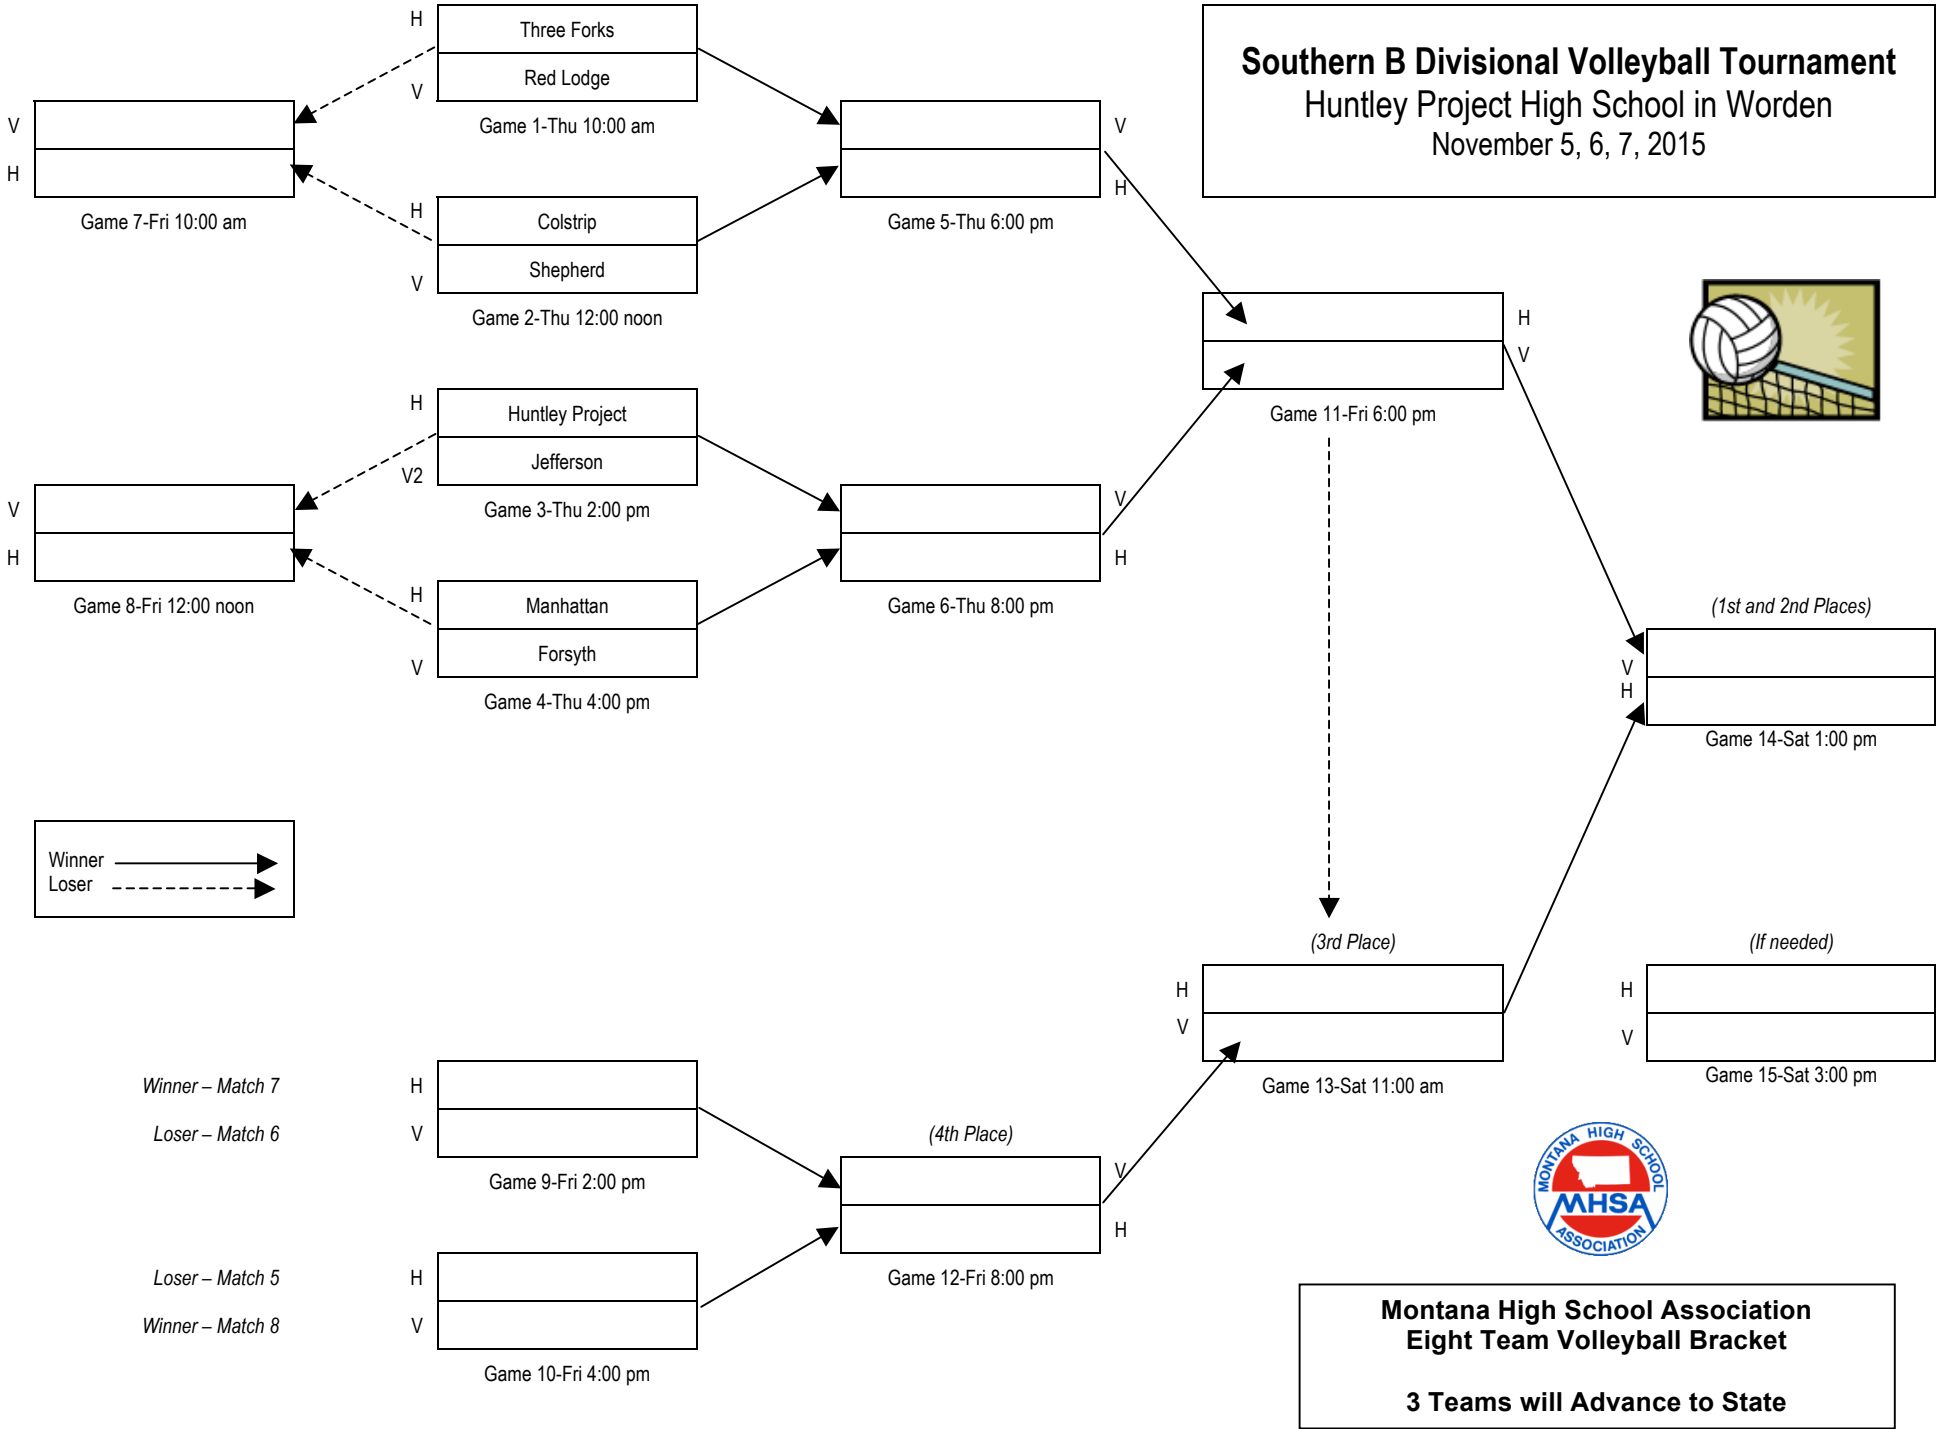 Southern B Divisional Volleyball Tournament
Huntley Project High School in Worden
November 5, 6, 7, 2015
H
Three Forks
V
Red Lodge
Game 1-Thu 10:00 am
V
H
Game 7-Fri 10:00 am
H
Colstrip
V
Shepherd
Game 2-Thu 12:00 noon
V
H
Game 5-Thu 6:00 pm
H
V
Game 11-Fri 6:00 pm
H
Huntley Project
V2
Jefferson
Game 3-Thu 2:00 pm
V
H
Game 8-Fri 12:00 noon
H
Manhattan
V
Forsyth
Game 4-Thu 4:00 pm
V
H
Game 6-Thu 8:00 pm
(1st and 2nd Places)
V
H
Game 14-Sat 1:00 pm
Winner
Loser
(3rd Place)
H
V
Game 13-Sat 11:00 am
(If needed)
H
V
Game 15-Sat 3:00 pm
Winner – Match 7 H
Loser – Match 6 V
Game 9-Fri 2:00 pm
(4th Place)
V
H
Game 12-Fri 8:00 pm
Loser – Match 5 H
Winner – Match 8 V
Game 10-Fri 4:00 pm
MONTANA HIGH SCHOOL
MHSA
ASSOCIATION
Montana High School Association
Eight Team Volleyball Bracket
3 Teams will Advance to State